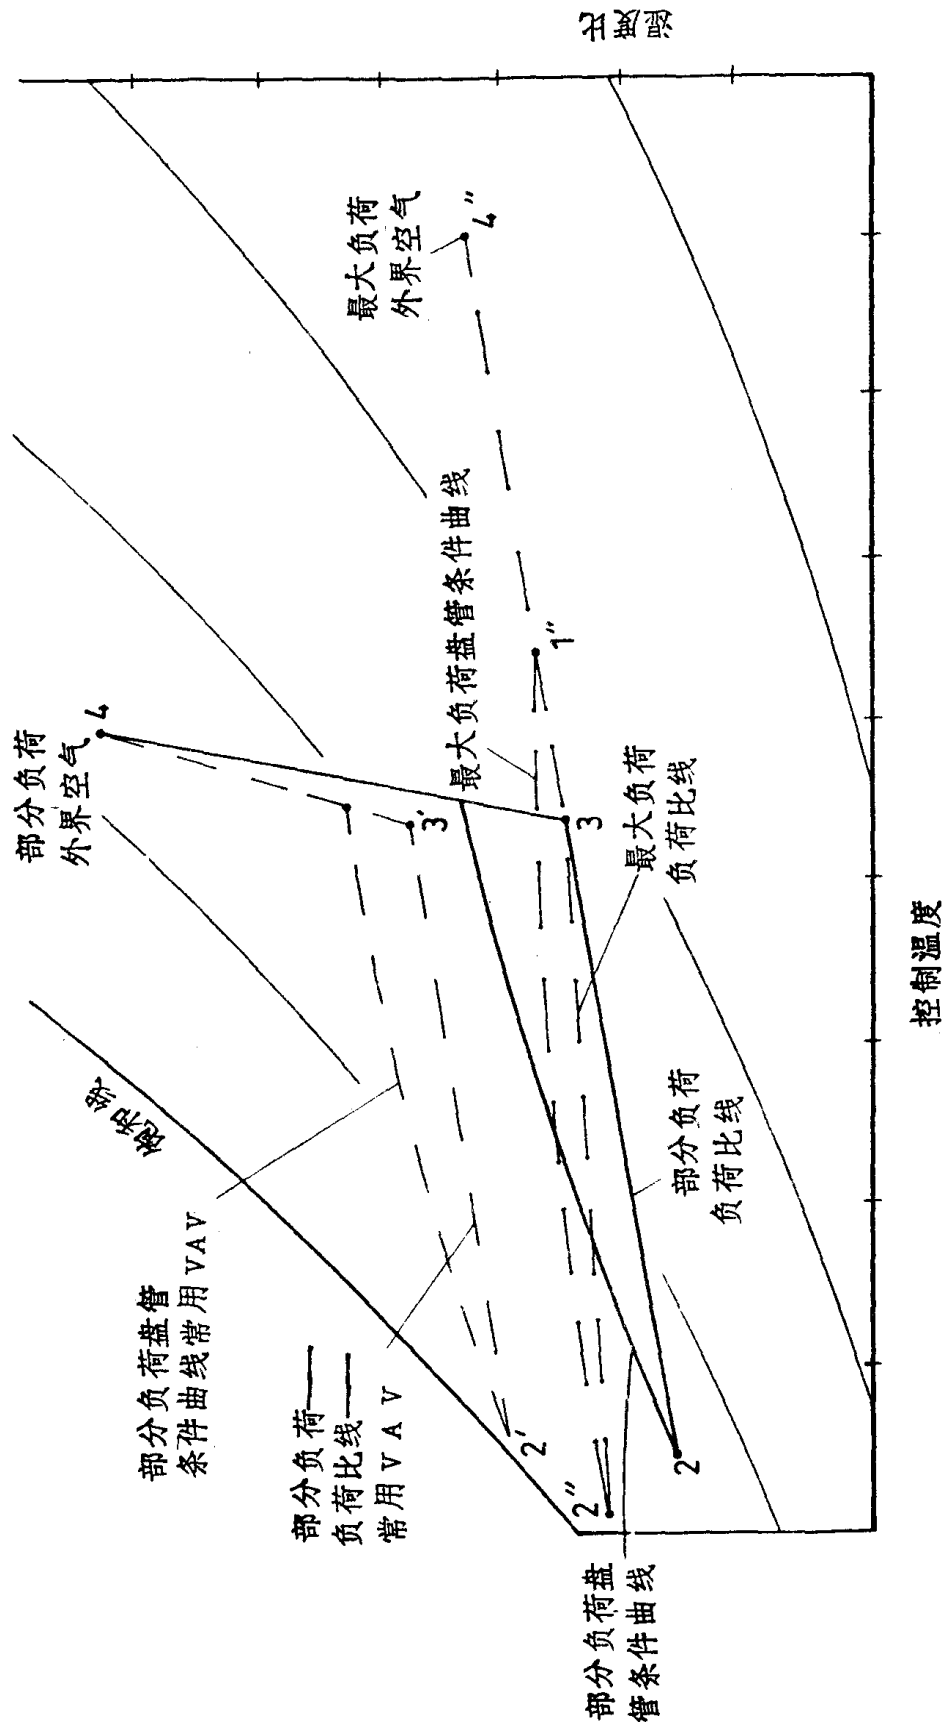 部分负荷
外界空气
4
饱和线
部分负荷盘管
条件曲线常用VAV
最大负荷
外界空气
4″
部分负荷
负荷比线
常用VAV
3′
最大负荷盘管条件曲线
2′
1″
2″
3
部分负荷盘
管条件曲线
最大负荷
负荷比线
2
部分负荷
负荷比线
湿度比
控制温度